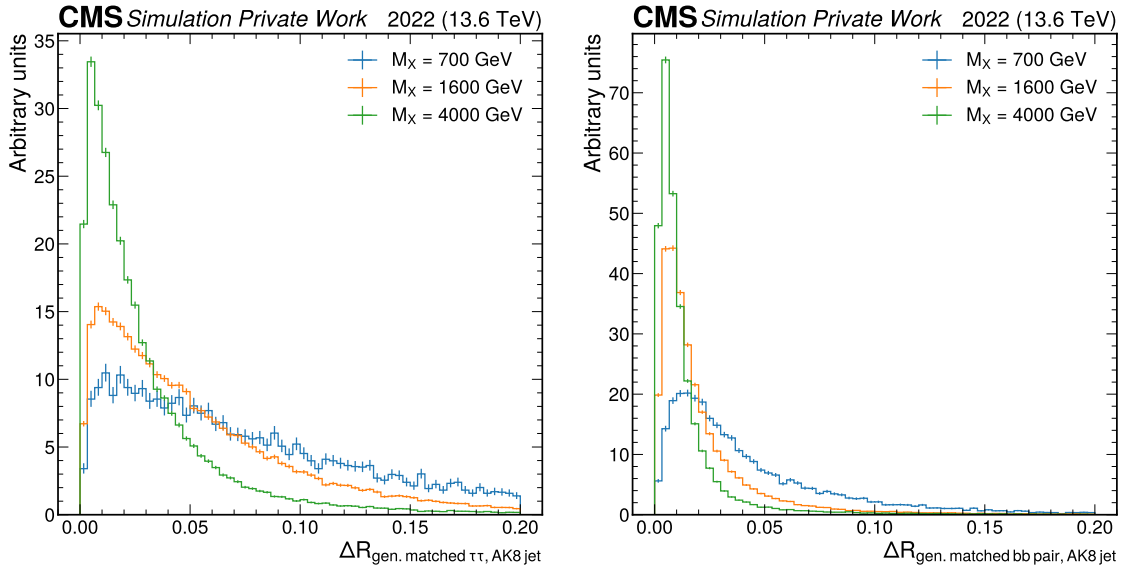 CMS Simulation Private Work 2022 (13.6 TeV)
Arbitrary units
35
30
25
20
15
10
5
0
M_X = 700 GeV
M_X = 1600 GeV
M_X = 4000 GeV
0.00 0.05 0.10 0.15 0.20
ΔR_gen. matched ττ, AK8 jet
CMS Simulation Private Work 2022 (13.6 TeV)
Arbitrary units
70
60
50
40
30
20
10
0
M_X = 700 GeV
M_X = 1600 GeV
M_X = 4000 GeV
0.00 0.05 0.10 0.15 0.20
ΔR_gen. matched bb pair, AK8 jet